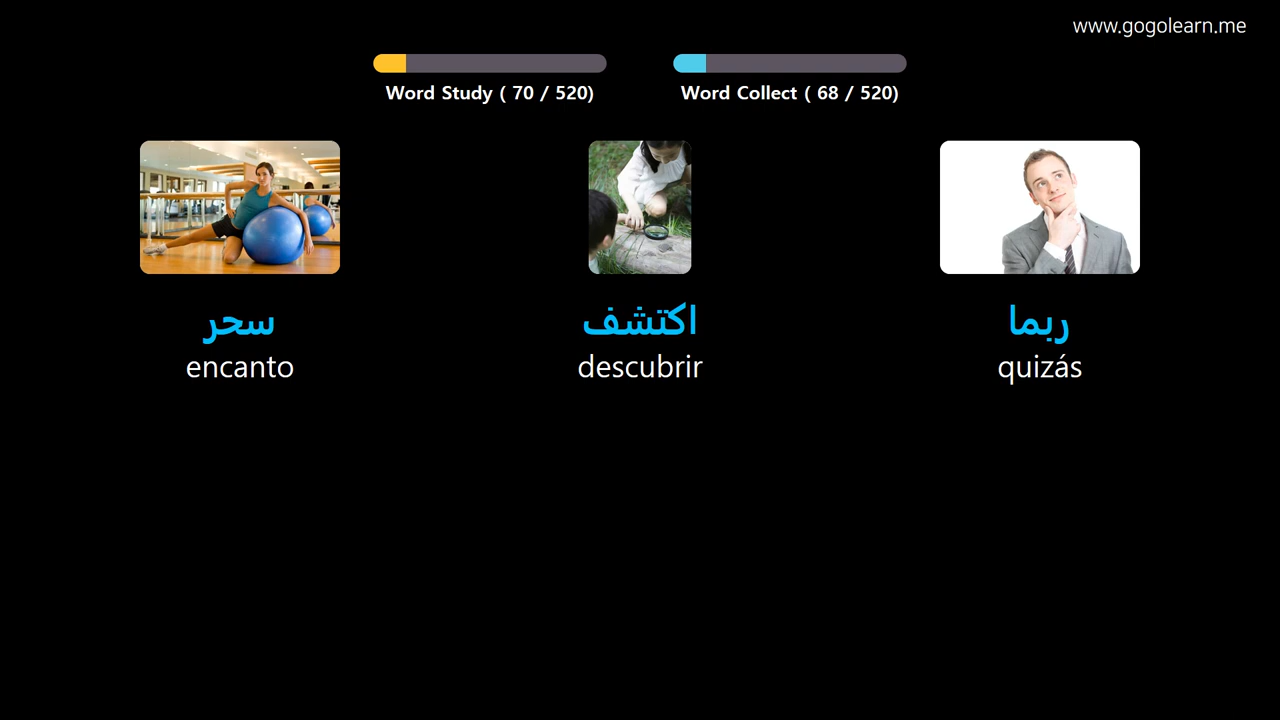 www.gogolearn.me
Word Study ( 70 / 520)
Word Collect ( 68 / 520)
سحر
encanto
اكتشف
descubrir
ربما
quizás